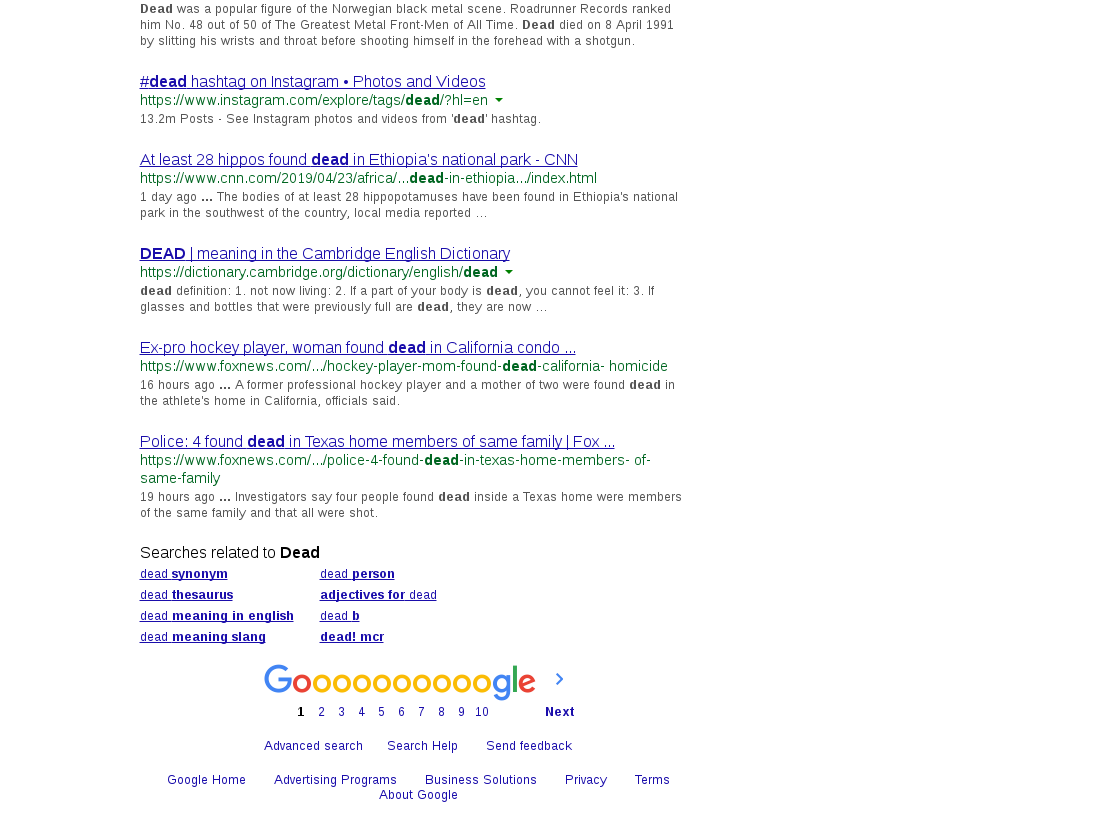 Dead was a popular figure of the Norwegian black metal scene. Roadrunner Records ranked
him No. 48 out of 50 of The Greatest Metal Front-Men of All Time. Dead died on 8 April 1991
by slitting his wrists and throat before shooting himself in the forehead with a shotgun.
#dead hashtag on Instagram • Photos and Videos
https://www.instagram.com/explore/tags/dead/?hl=en
13.2m Posts - See Instagram photos and videos from 'dead' hashtag.
At least 28 hippos found dead in Ethiopia's national park - CNN
https://www.cnn.com/2019/04/23/africa/...dead-in-ethiopia.../index.html
1 day ago ... The bodies of at least 28 hippopotamuses have been found in Ethiopia's national
park in the southwest of the country, local media reported ...
DEAD | meaning in the Cambridge English Dictionary
https://dictionary.cambridge.org/dictionary/english/dead
dead definition: 1. not now living: 2. If a part of your body is dead, you cannot feel it: 3. If
glasses and bottles that were previously full are dead, they are now ...
Ex-pro hockey player, woman found dead in California condo ...
https://www.foxnews.com/.../hockey-player-mom-found-dead-california- homicide
16 hours ago ... A former professional hockey player and a mother of two were found dead in
the athlete's home in California, officials said.
Police: 4 found dead in Texas home members of same family | Fox ...
https://www.foxnews.com/.../police-4-found-dead-in-texas-home-members- of-
same-family
19 hours ago ... Investigators say four people found dead inside a Texas home were members
of the same family and that all were shot.
Searches related to Dead
dead synonym dead person
dead thesaurus adjectives for dead
dead meaning in english dead b
dead meaning slang dead! mcr
Goooooooooogle
1 2 3 4 5 6 7 8 9 10 Next
Advanced search Search Help Send feedback
Google Home Advertising Programs Business Solutions Privacy Terms
About Google